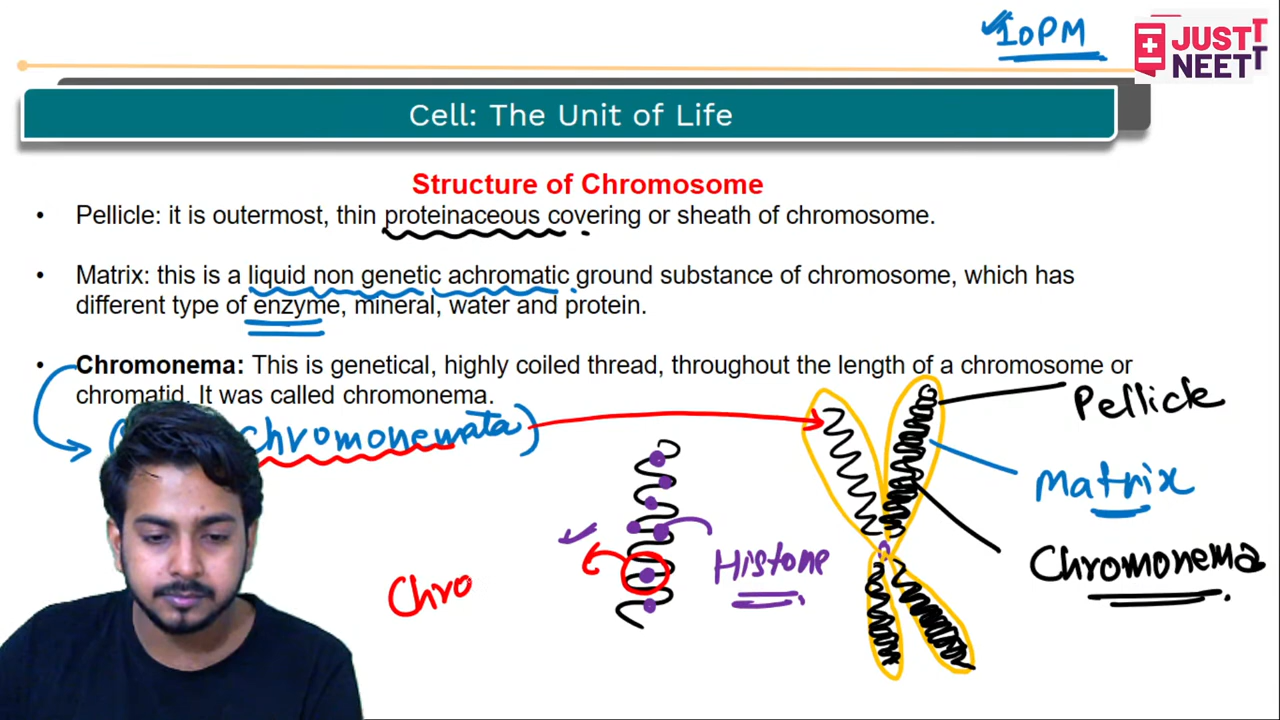 10PM
JUST
NEET
Cell: The Unit of Life
Structure of Chromosome
• Pellicle: it is outermost, thin proteinaceous covering or sheath of chromosome.
• Matrix: this is a liquid non genetic achromatic ground substance of chromosome, which has
different type of enzyme, mineral, water and protein.
• Chromonema: This is genetical, highly coiled thread, throughout the length of a chromosome or
chromatid. It was called chromonema.
Chromonemata)
Pellicle
Matrix
Chromonema
Histone
Chro